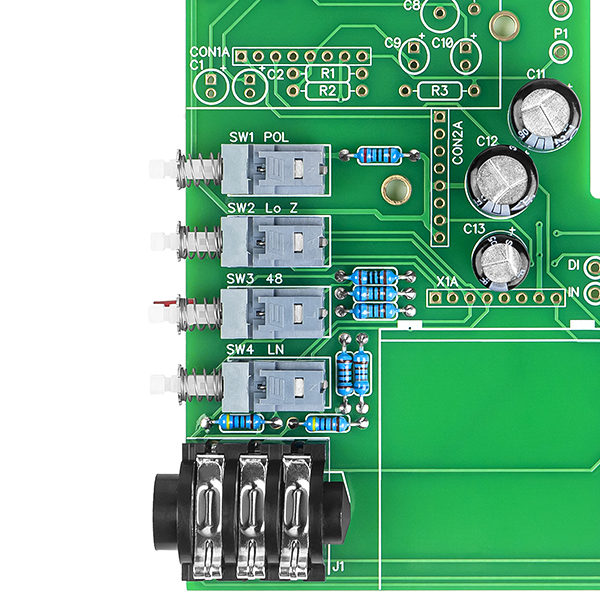 C8
P1
C9
C10
CON1A
C1
C2
R1
R2
R3
C11
SW1 POL
CON2A
C12
SW2 Lo Z
C13
DI
SW3 48
X1A
IN
SW4 LN
J1